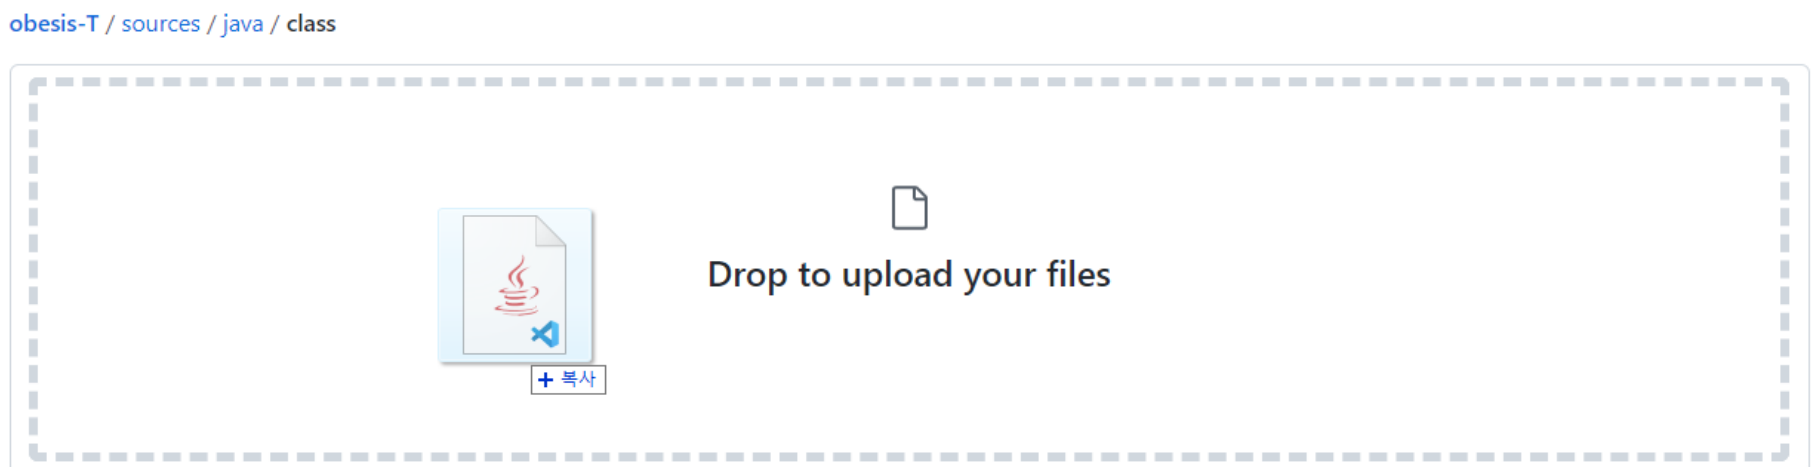 obesis-T / sources / java / class
Drop to upload your files
+ 복사